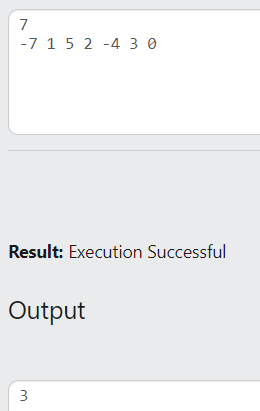 7
-7 1 5 2 -4 3 0
Result: Execution Successful
Output
3